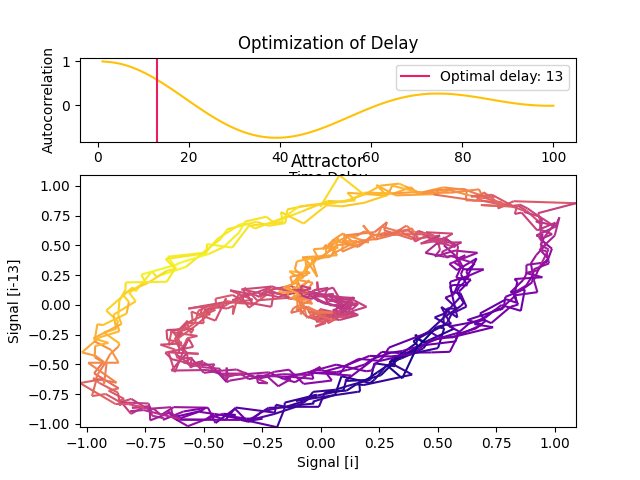 Optimization of Delay
Autocorrelation
1
0
Optimal delay: 13
0 20 40 60 80 100
Time Delay
Attractor
Signal [i-13]
1.00
0.75
0.50
0.25
0.00
−0.25
−0.50
−0.75
−1.00
−1.00 −0.75 −0.50 −0.25 0.00 0.25 0.50 0.75 1.00
Signal [i]